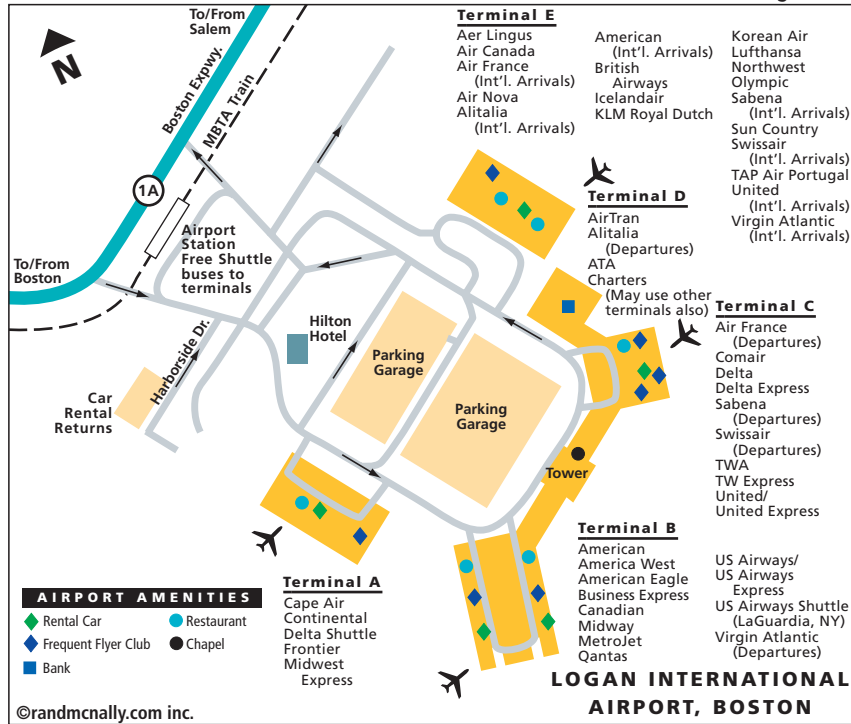 To/From
Salem
N
Boston Expwy.
MBTA Train
1A
To/From
Boston
Airport
Station
Free Shuttle
buses to
terminals
Harborside Dr.
Hilton
Hotel
Parking
Garage
Parking
Garage
Car
Rental
Returns
Tower
Terminal E
Aer Lingus
Air Canada
Air France
(Int'l. Arrivals)
Air Nova
Alitalia
(Int'l. Arrivals)
American
(Int'l. Arrivals)
British
Airways
Icelandair
KLM Royal Dutch
Korean Air
Lufthansa
Northwest
Olympic
Sabena
(Int'l. Arrivals)
Sun Country
Swissair
(Int'l. Arrivals)
TAP Air Portugal
United
(Int'l. Arrivals)
Virgin Atlantic
(Int'l. Arrivals)
Terminal D
AirTran
Alitalia
(Departures)
ATA
Charters
(May use other
terminals also)
Terminal C
Air France
(Departures)
Comair
Delta
Delta Express
Sabena
(Departures)
Swissair
(Departures)
TWA
TW Express
United/
United Express
Terminal B
American
America West
American Eagle
Business Express
Canadian
Midway
MetroJet
Qantas
US Airways/
US Airways
Express
US Airways Shuttle
(LaGuardia, NY)
Virgin Atlantic
(Departures)
Terminal A
Cape Air
Continental
Delta Shuttle
Frontier
Midwest
Express
AIRPORT AMENITIES
Rental Car
Restaurant
Frequent Flyer Club
Chapel
Bank
LOGAN INTERNATIONAL
AIRPORT, BOSTON
©randmcnally.com inc.